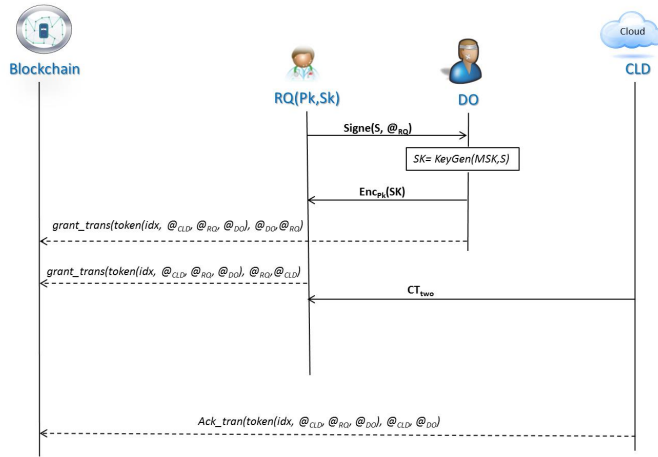 Cloud
Blockchain
CLD
RQ(Pk,Sk)
DO
Signe(S, @RQ)
SK= KeyGen(MSK,S)
EncPk(SK)
grant_trans(token(idx, @CLD, @RQ, @DO), @DO,@RQ)
grant_trans(token(idx, @CLD, @RQ, @DO), @RQ,@CLD)
CTtwo
Ack_tran(token(idx, @CLD, @RQ, @DO), @CLD, @DO)